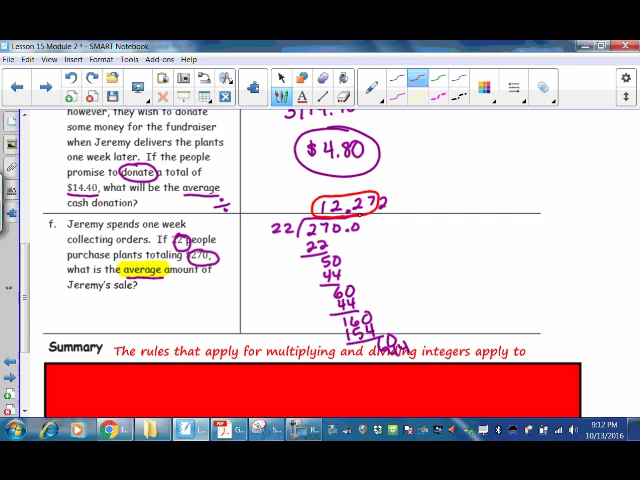 Lesson 15 Module 2 * - SMART Notebook
File Edit View Insert Format Tools Add-ons Help
however, they wish to donate
some money for the fundraiser
when Jeremy delivers the plants
one week later. If the people
promise to donate a total of
$14.40, what will be the average
cash donation?
÷
$ 4.80
f. Jeremy spends one week
collecting orders. If 22 people
purchase plants totaling $270,
what is the average amount of
Jeremy's sale?
12.272
22 270.0
22
50
44
60
44
160
154
Summary The rules that apply for multiplying and dividing integers apply to
9:12 PM
10/13/2016